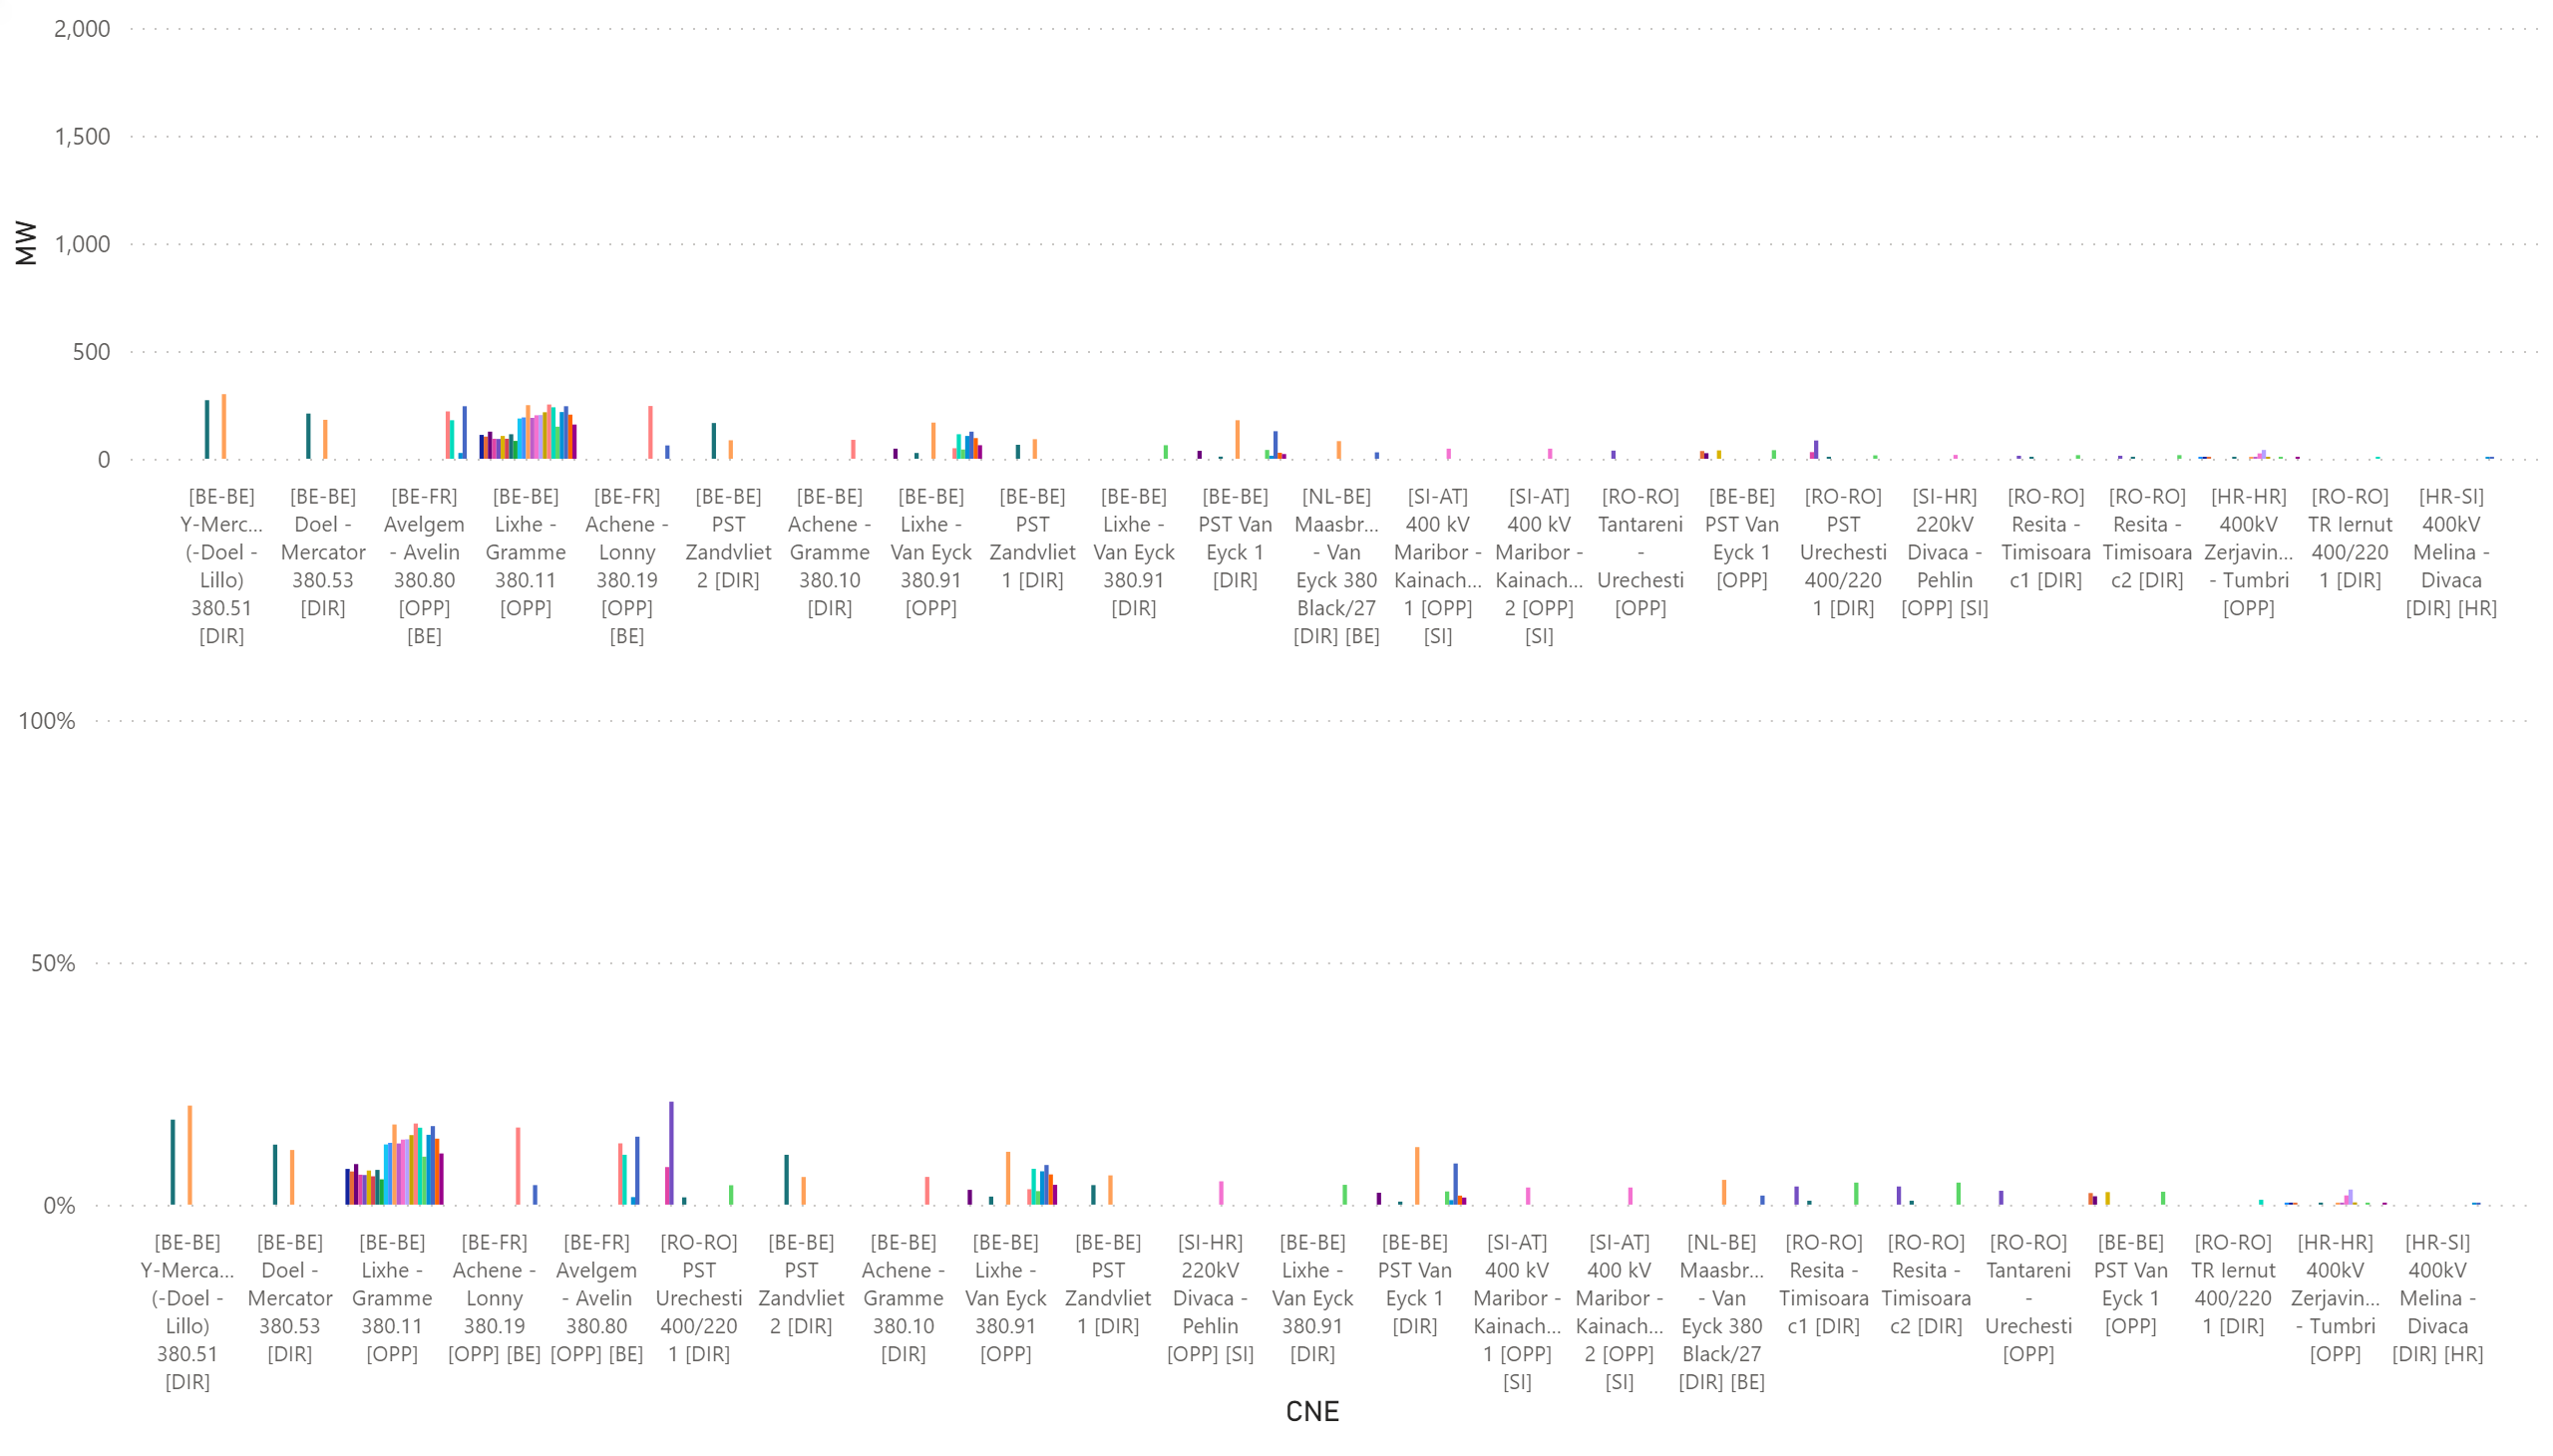 2,000
1,500
MW
1,000
500
0
[BE-BE]
Y-Merc...
(-Doel -
Lillo)
380.51
[DIR]
[BE-BE]
Doel -
Mercator
380.53
[DIR]
[BE-FR]
Avelgem
- Avelin
380.80
[OPP]
[BE]
[BE-BE]
Lixhe -
Gramme
380.11
[OPP]
[BE-FR]
Achene -
Lonny
380.19
[OPP]
[BE]
[BE-BE]
PST
Zandvliet
2 [DIR]
[BE-BE]
Achene -
Gramme
380.10
[DIR]
[BE-BE]
Lixhe -
Van Eyck
380.91
[OPP]
[BE-BE]
PST
Zandvliet
1 [DIR]
[BE-BE]
Lixhe -
Van Eyck
380.91
[DIR]
[BE-BE]
PST Van
Eyck 1
[DIR]
[NL-BE]
Maasbr...
- Van
Eyck 380
Black/27
[DIR] [BE]
[SI-AT]
400 kV
Maribor -
Kainach...
1 [OPP]
[SI]
[SI-AT]
400 kV
Maribor -
Kainach...
2 [OPP]
[SI]
[RO-RO]
Tantareni
-
Urechesti
[OPP]
[BE-BE]
PST Van
Eyck 1
[OPP]
[RO-RO]
PST
Urechesti
400/220
1 [DIR]
[SI-HR]
220kV
Divaca -
Pehlin
[OPP] [SI]
[RO-RO]
Resita -
Timisoara
c1 [DIR]
[RO-RO]
Resita -
Timisoara
c2 [DIR]
[HR-HR]
400kV
Zerjavin...
- Tumbri
[OPP]
[RO-RO]
TR Iernut
400/220
1 [DIR]
[HR-SI]
400kV
Melina -
Divaca
[DIR] [HR]
100%
50%
0%
[BE-BE]
Y-Merca...
(-Doel -
Lillo)
380.51
[DIR]
[BE-BE]
Doel -
Mercator
380.53
[DIR]
[BE-BE]
Lixhe -
Gramme
380.11
[OPP]
[BE-FR]
Achene -
Lonny
380.19
[OPP] [BE]
[BE-FR]
Avelgem
- Avelin
380.80
[OPP] [BE]
[RO-RO]
PST
Urechesti
400/220
1 [DIR]
[BE-BE]
PST
Zandvliet
2 [DIR]
[BE-BE]
Achene -
Gramme
380.10
[DIR]
[BE-BE]
Lixhe -
Van Eyck
380.91
[OPP]
[BE-BE]
PST
Zandvliet
1 [DIR]
[SI-HR]
220kV
Divaca -
Pehlin
[OPP] [SI]
[BE-BE]
Lixhe -
Van Eyck
380.91
[DIR]
[BE-BE]
PST Van
Eyck 1
[DIR]
[SI-AT]
400 kV
Maribor -
Kainach...
1 [OPP]
[SI]
[SI-AT]
400 kV
Maribor -
Kainach...
2 [OPP]
[SI]
[NL-BE]
Maasbr...
- Van
Eyck 380
Black/27
[DIR] [BE]
[RO-RO]
Resita -
Timisoara
c1 [DIR]
[RO-RO]
Resita -
Timisoara
c2 [DIR]
[RO-RO]
Tantareni
-
Urechesti
[OPP]
[BE-BE]
PST Van
Eyck 1
[OPP]
[RO-RO]
TR Iernut
400/220
1 [DIR]
[HR-HR]
400kV
Zerjavin...
- Tumbri
[OPP]
[HR-SI]
400kV
Melina -
Divaca
[DIR] [HR]
CNE